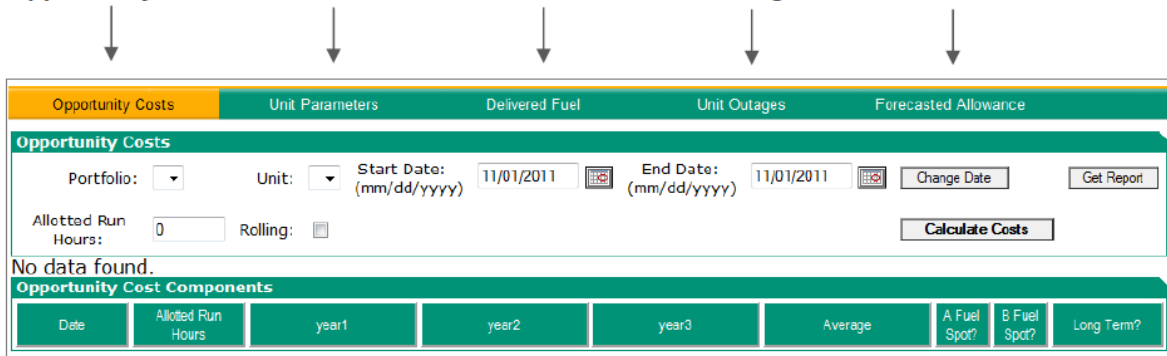 Opportunity Costs Unit Parameters Delivered Fuel Unit Outages Forecasted Allowance
Opportunity Costs
Portfolio: Unit: Start Date: (mm/dd/yyyy) 11/01/2011 End Date: (mm/dd/yyyy) 11/01/2011 Change Date Get Report
Allotted Run Hours: 0 Rolling: Calculate Costs
No data found.
Opportunity Cost Components
Date Allotted Run Hours year1 year2 year3 Average A Fuel Spot? B Fuel Spot? Long Term?